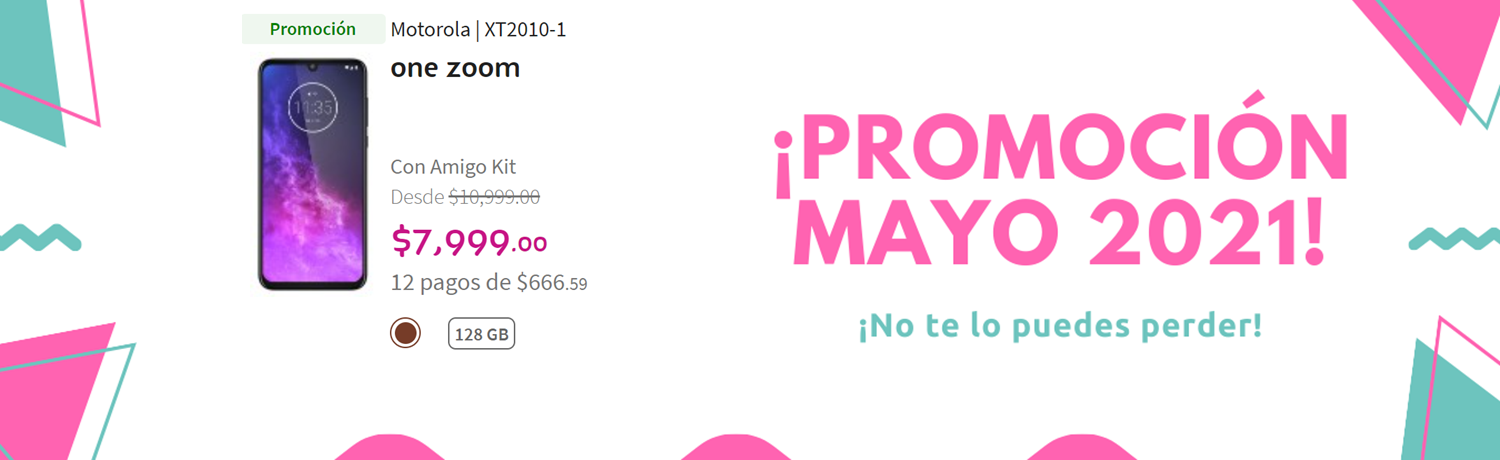 Promoción
Motorola | XT2010-1
one zoom
11:35
Con Amigo Kit
Desde $10,999.00
$7,999.00
12 pagos de $666.59
128 GB
¡PROMOCIÓN
MAYO 2021!
¡No te lo puedes perder!